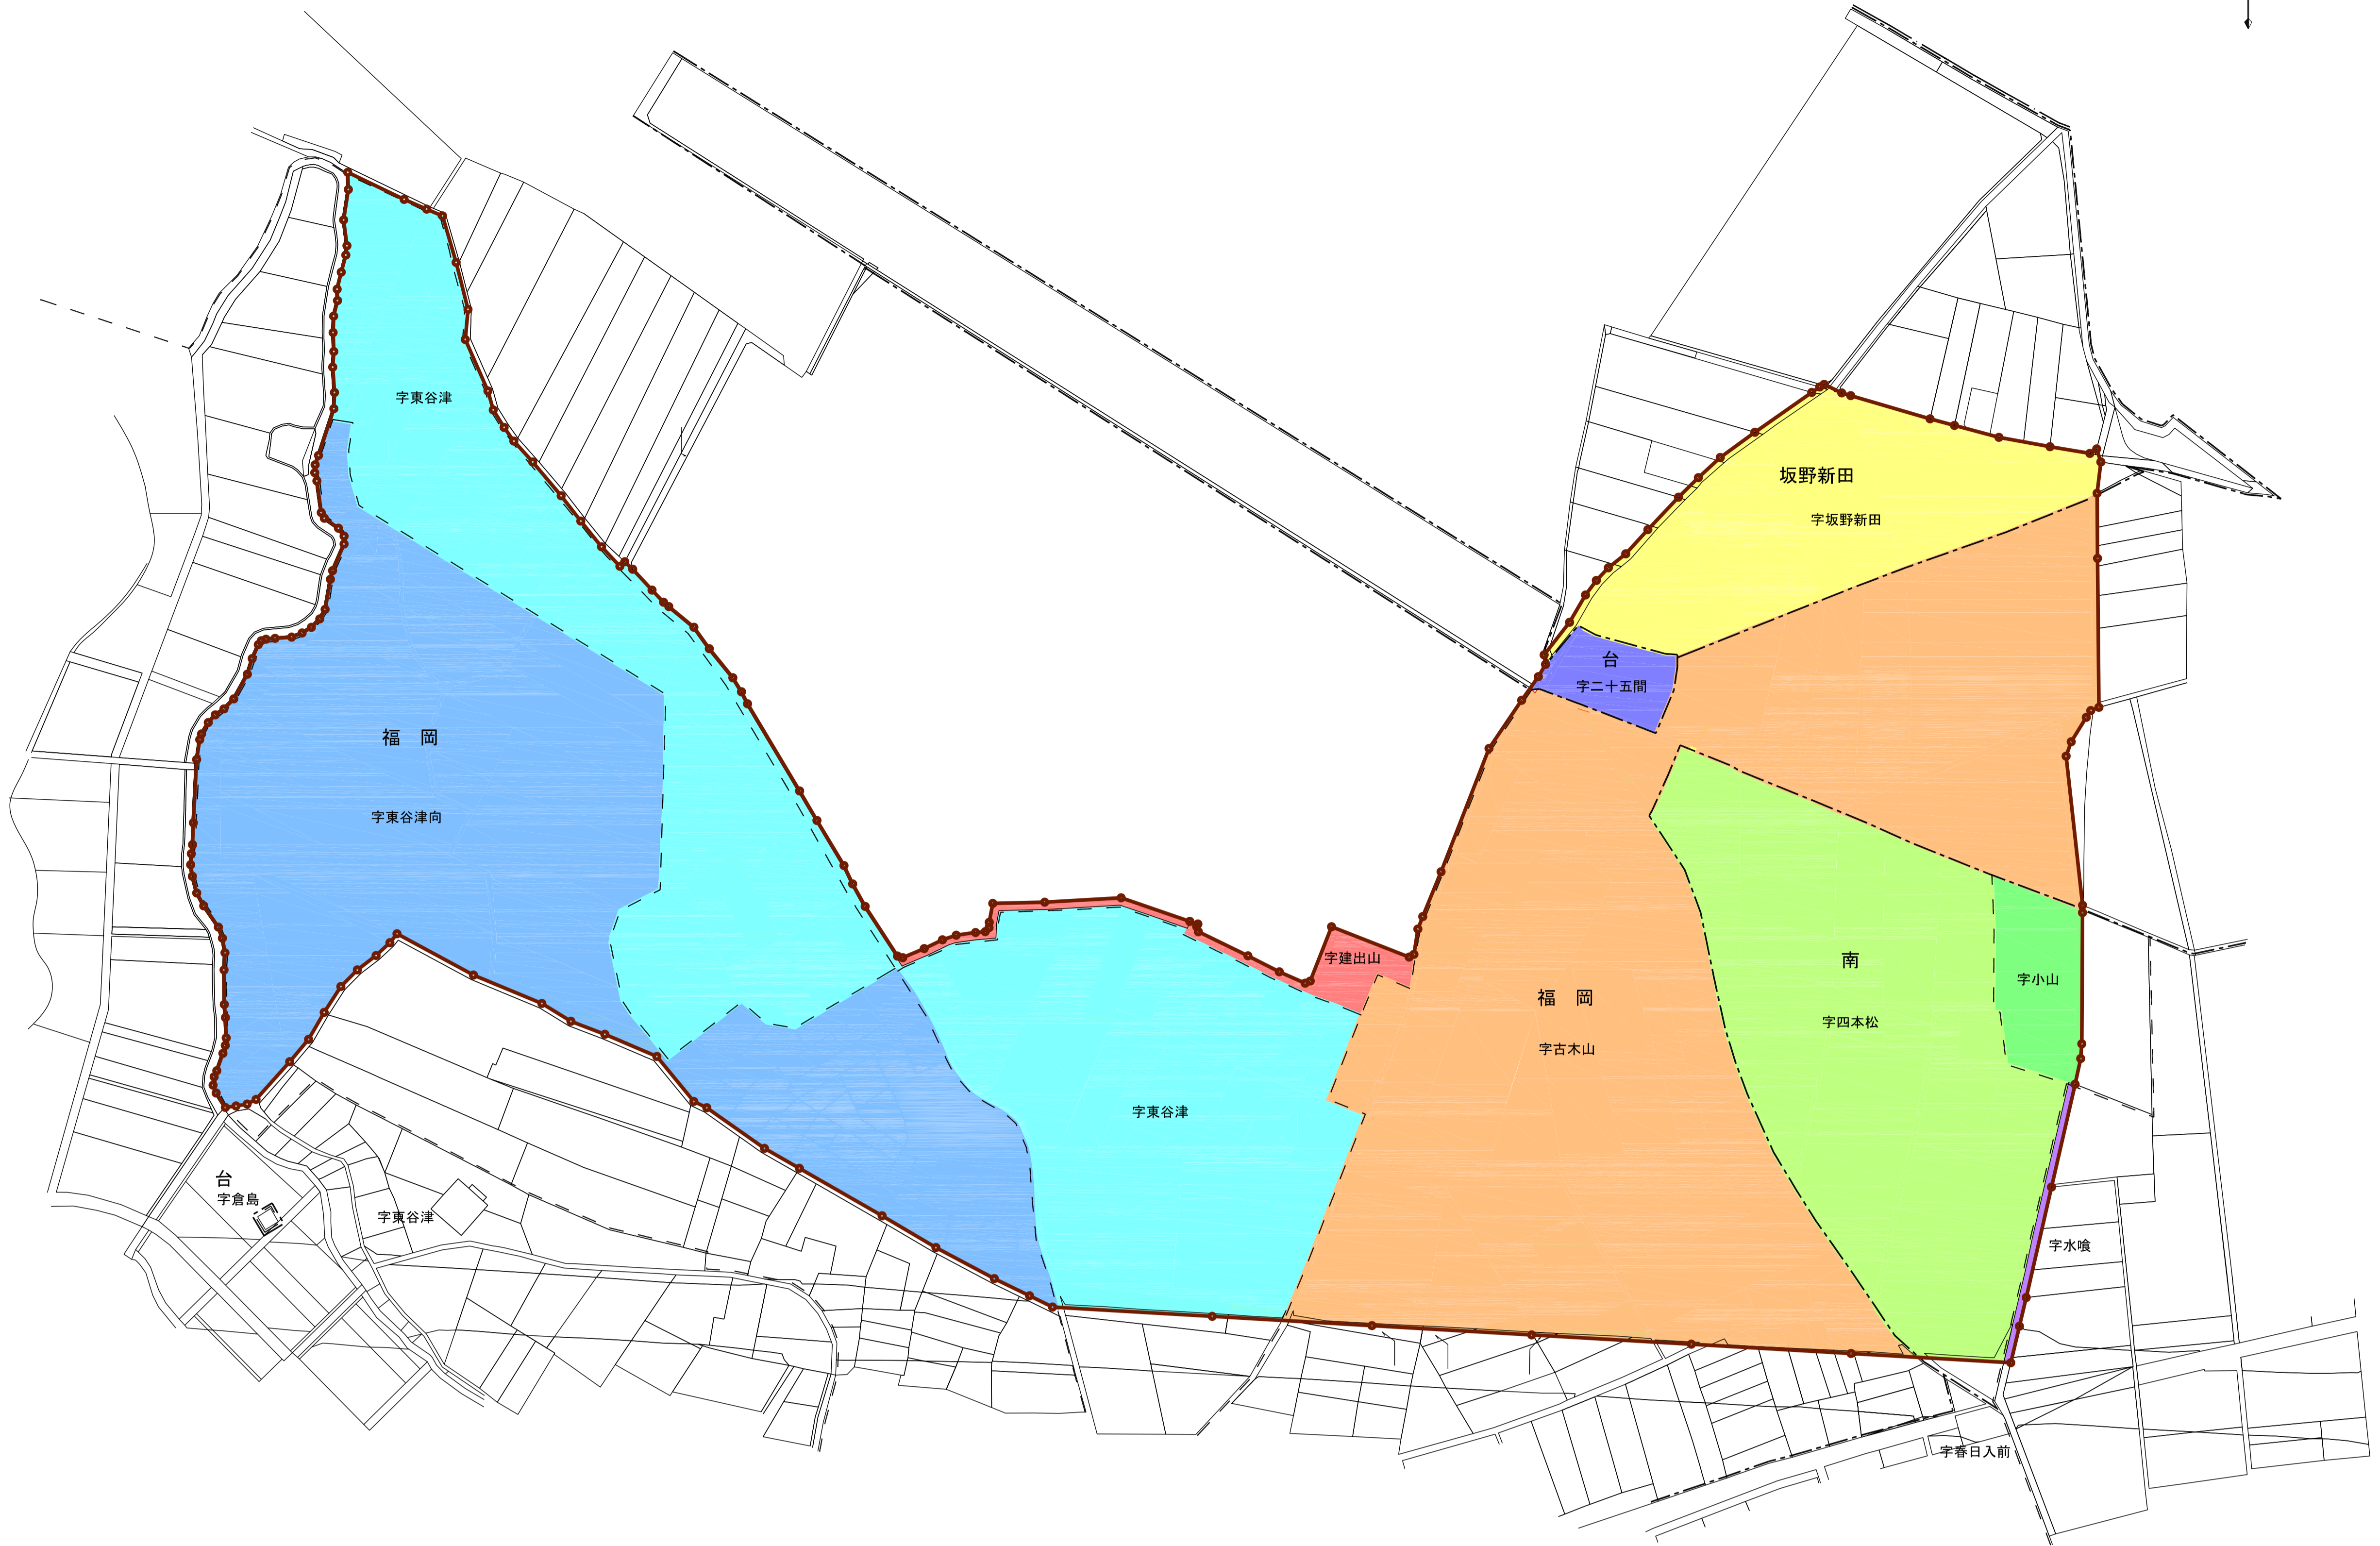 字東谷津
坂野新田
字坂野新田
台
字二十五間
福　岡
字東谷津向
字建出山
南
字小山
福　岡
字四本松
字古木山
字東谷津
台
字倉島
字東谷津
字水喰
字春日入前